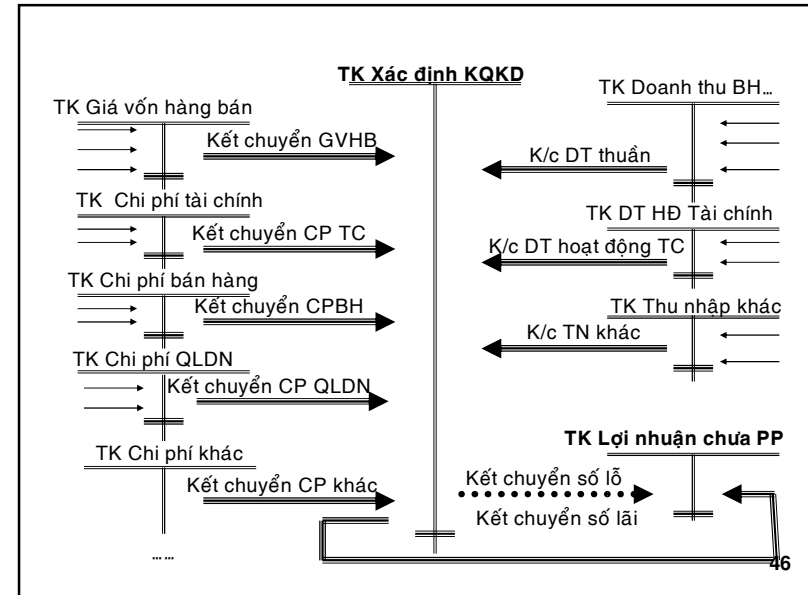 TK Xác định KQKD
TK Giá vốn hàng bán
Kết chuyển GVHB
TK Chi phí tài chính
Kết chuyển CP TC
TK Chi phí bán hàng
Kết chuyển CPBH
TK Chi phí QLDN
Kết chuyển CP QLDN
TK Chi phí khác
Kết chuyển CP khác
... ...
TK Doanh thu BH...
K/c DT thuần
TK DT HĐ Tài chính
K/c DT hoạt động TC
TK Thu nhập khác
K/c TN khác
TK Lợi nhuận chưa PP
Kết chuyển số lỗ
Kết chuyển số lãi
46